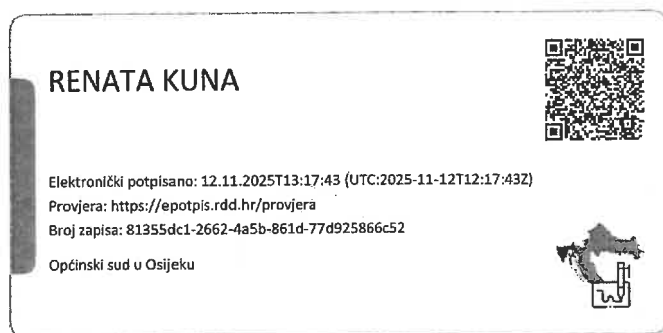 RENATA KUNA
Elektronički potpisano: 12.11.2025T13:17:43 (UTC:2025-11-12T12:17:43Z)
Provjera: https://epotpis.rdd.hr/provjera
Broj zapisa: 81355dc1-2662-4a5b-861d-77d925866c52
Općinski sud u Osijeku